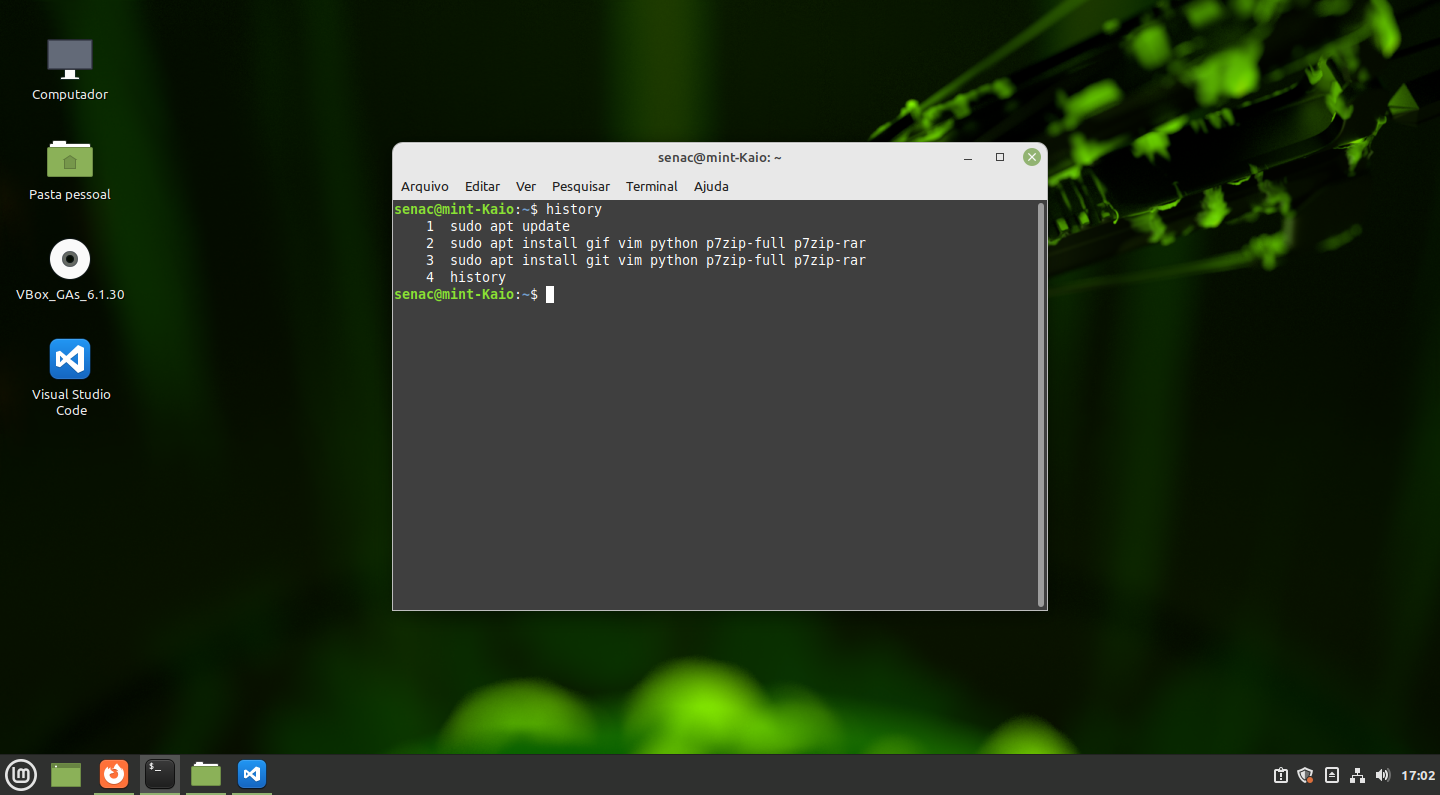 Computador
Pasta pessoal
VBox_GAs_6.1.30
Visual Studio
Code
senac@mint-Kaio: ~
Arquivo Editar Ver Pesquisar Terminal Ajuda
senac@mint-Kaio:~$ history
1 sudo apt update
2 sudo apt install gif vim python p7zip-full p7zip-rar
3 sudo apt install git vim python p7zip-full p7zip-rar
4 history
senac@mint-Kaio:~$
17:02